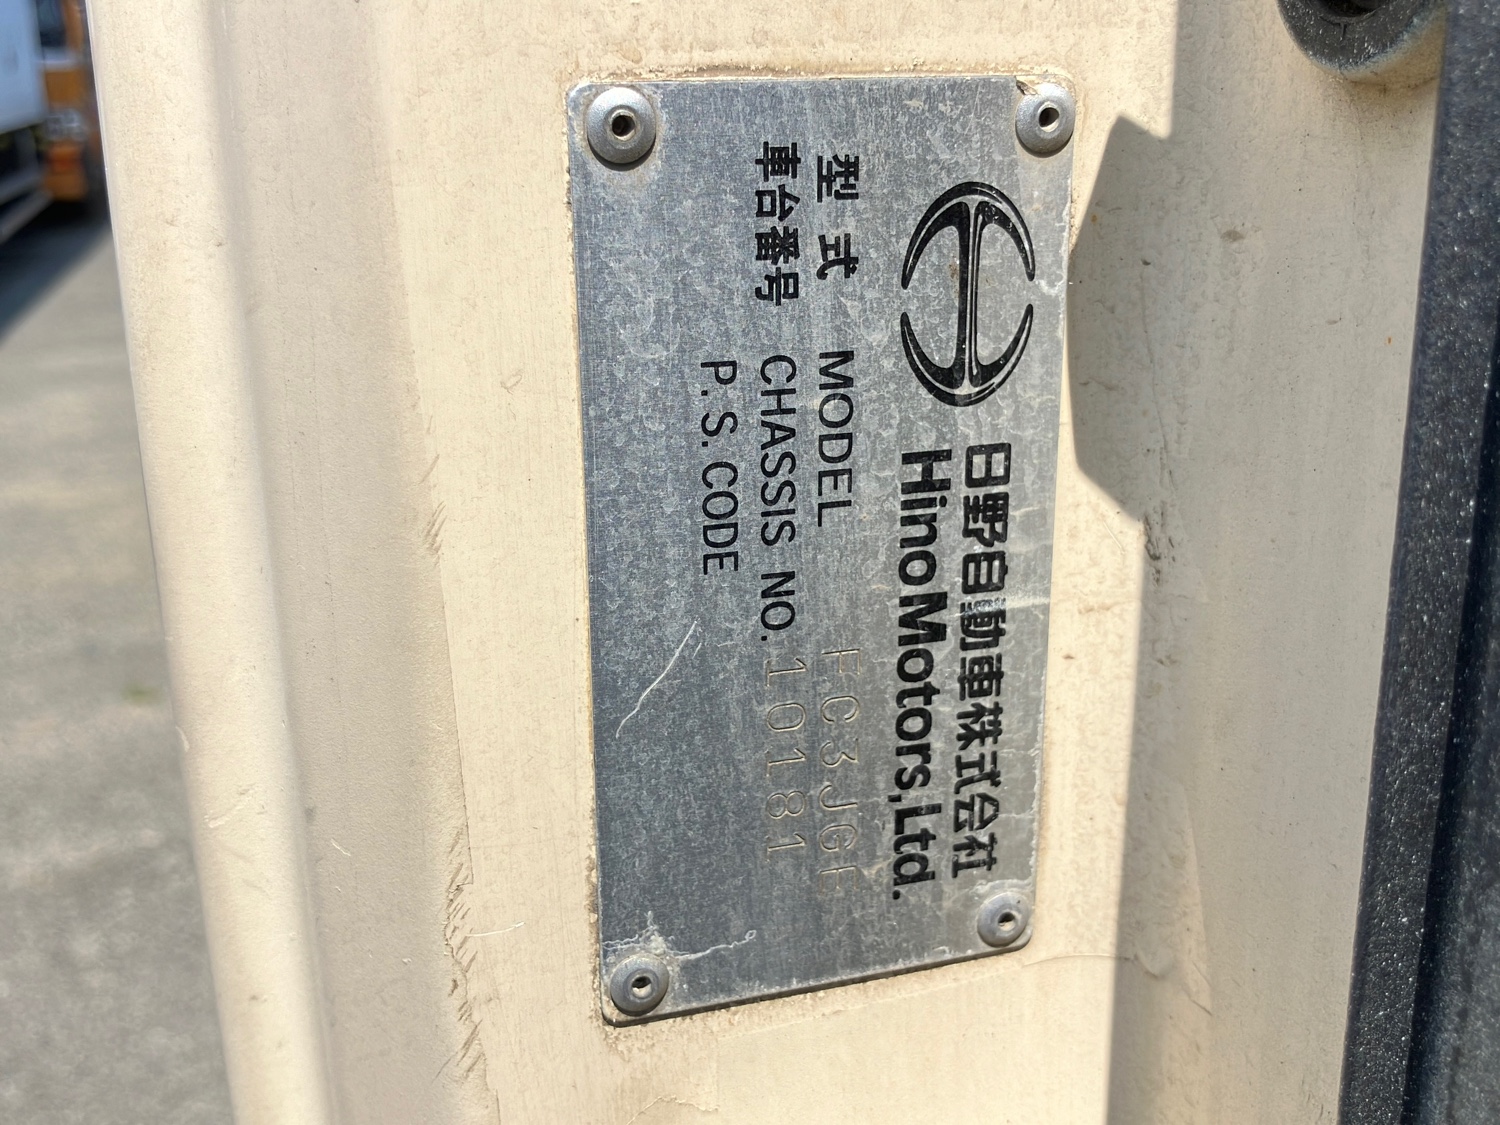 日野自動車株式会社
Hino Motors, Ltd.
型式 MODEL FC3JGE
車台番号 CHASSIS NO. 10181
P.S.CODE